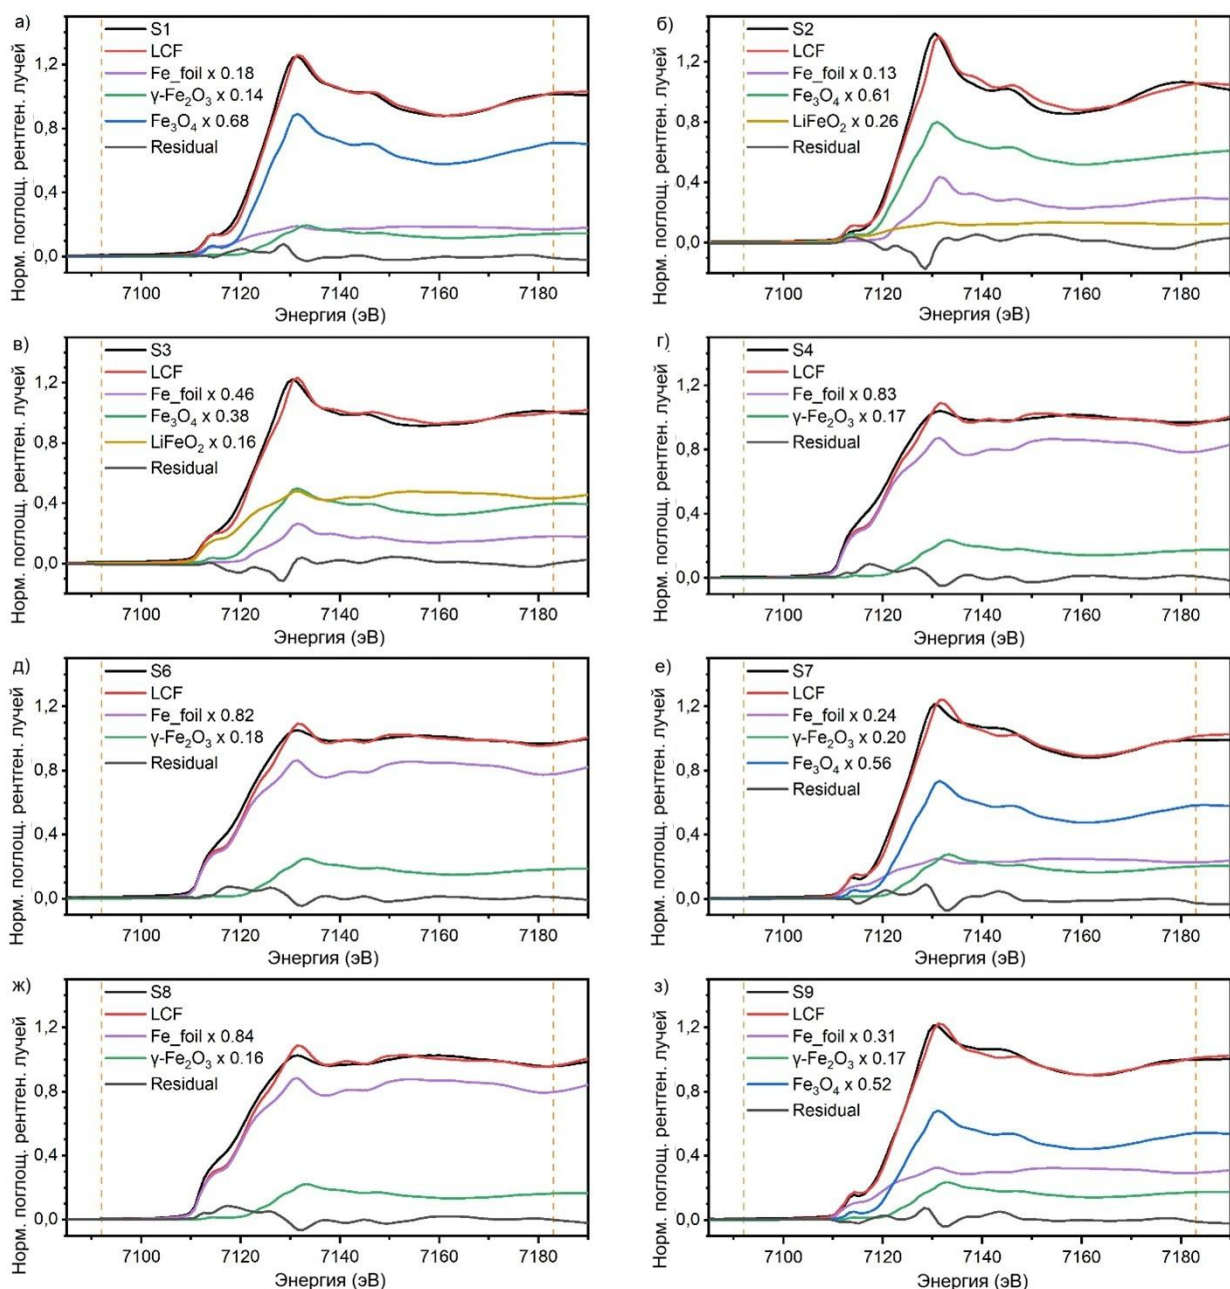 а)
Норм. поглощ. рентген. лучей
S1
LCF
Fe_foil x 0.18
γ-Fe₂O₃ x 0.14
Fe₃O₄ x 0.68
Residual
1,2
0,8
0,4
0,0
7100 7120 7140 7160 7180
Энергия (эВ)
б)
Норм. поглощ. рентген. лучей
S2
LCF
Fe_foil x 0.13
Fe₃O₄ x 0.61
LiFeO₂ x 0.26
Residual
1,2
0,8
0,4
0,0
7100 7120 7140 7160 7180
Энергия (эВ)
в)
Норм. поглощ. рентген. лучей
S3
LCF
Fe_foil x 0.46
Fe₃O₄ x 0.38
LiFeO₂ x 0.16
Residual
1,2
0,8
0,4
0,0
7100 7120 7140 7160 7180
Энергия (эВ)
г)
Норм. поглощ. рентген. лучей
S4
LCF
Fe_foil x 0.83
γ-Fe₂O₃ x 0.17
Residual
1,2
0,8
0,4
0,0
7100 7120 7140 7160 7180
Энергия (эВ)
д)
Норм. поглощ. рентген. лучей
S6
LCF
Fe_foil x 0.82
γ-Fe₂O₃ x 0.18
Residual
1,2
0,8
0,4
0,0
7100 7120 7140 7160 7180
Энергия (эВ)
е)
Норм. поглощ. рентген. лучей
S7
LCF
Fe_foil x 0.24
γ-Fe₂O₃ x 0.20
Fe₃O₄ x 0.56
Residual
1,2
0,8
0,4
0,0
7100 7120 7140 7160 7180
Энергия (эВ)
ж)
Норм. поглощ. рентген. лучей
S8
LCF
Fe_foil x 0.84
γ-Fe₂O₃ x 0.16
Residual
1,2
0,8
0,4
0,0
7100 7120 7140 7160 7180
Энергия (эВ)
з)
Норм. поглощ. рентген. лучей
S9
LCF
Fe_foil x 0.31
γ-Fe₂O₃ x 0.17
Fe₃O₄ x 0.52
Residual
1,2
0,8
0,4
0,0
7100 7120 7140 7160 7180
Энергия (эВ)